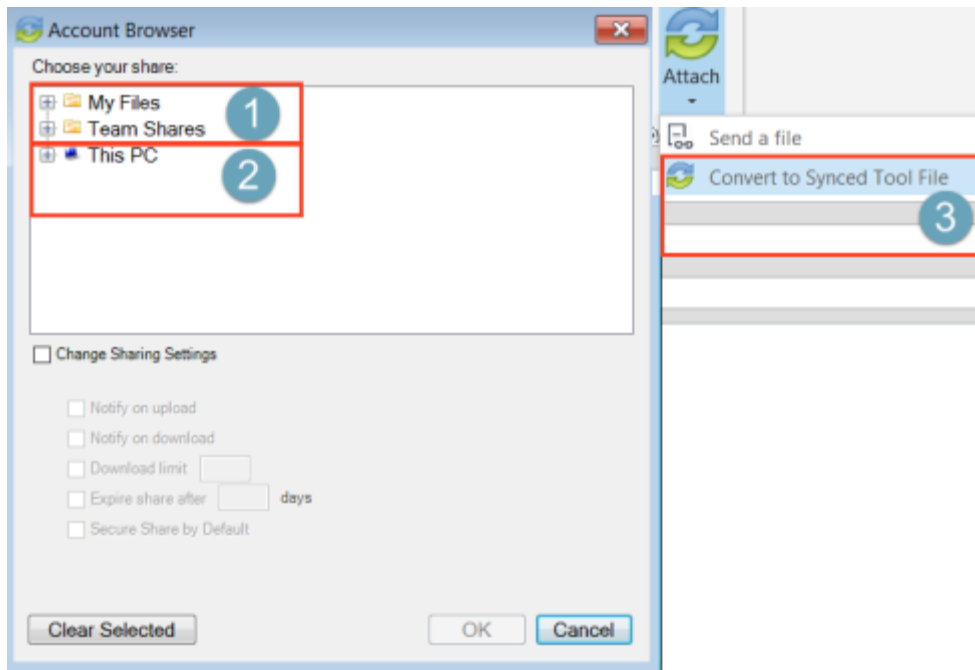 Account Browser
Choose your share:
My Files
Team Shares
1
This PC
2
Change Sharing Settings
Notify on upload
Notify on download
Download limit
Expire share after days
Secure Share by Default
Clear Selected OK Cancel
Attach
Send a file
Convert to Synced Tool File
3